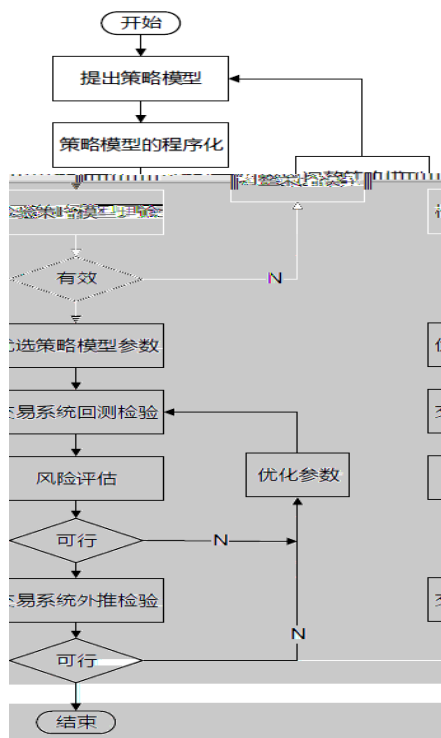 开始
提出策略模型
策略模型的程序化
有效
N
优选策略模型参数
交易系统回测检验
风险评估
优化参数
可行
N
交易系统外推检验
N
可行
结束